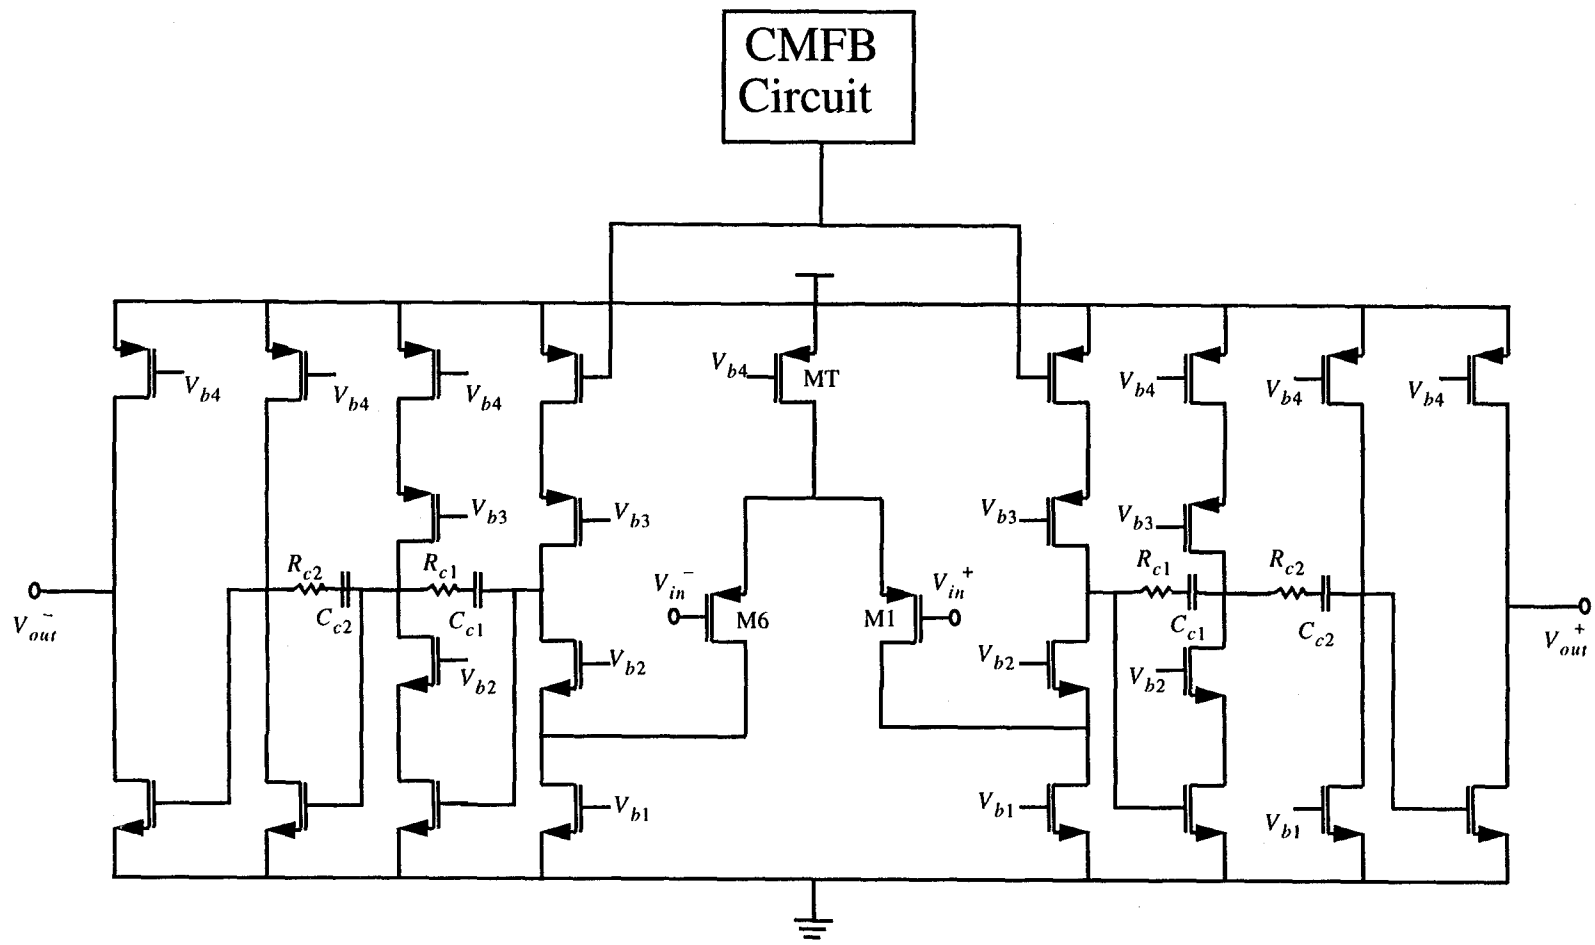 CMFB
Circuit
V_b4
V_b4
V_b4
V_b4
MT
V_b4
V_b4
V_b4
V_b3
V_b3
V_b3
V_b3
R_c2
R_c1
C_c2
C_c1
V_in^-
V_in^+
M6
M1
R_c1
R_c2
C_c1
C_c2
V_out^-
V_out^+
V_b2
V_b2
V_b2
V_b2
V_b1
V_b1
V_b1